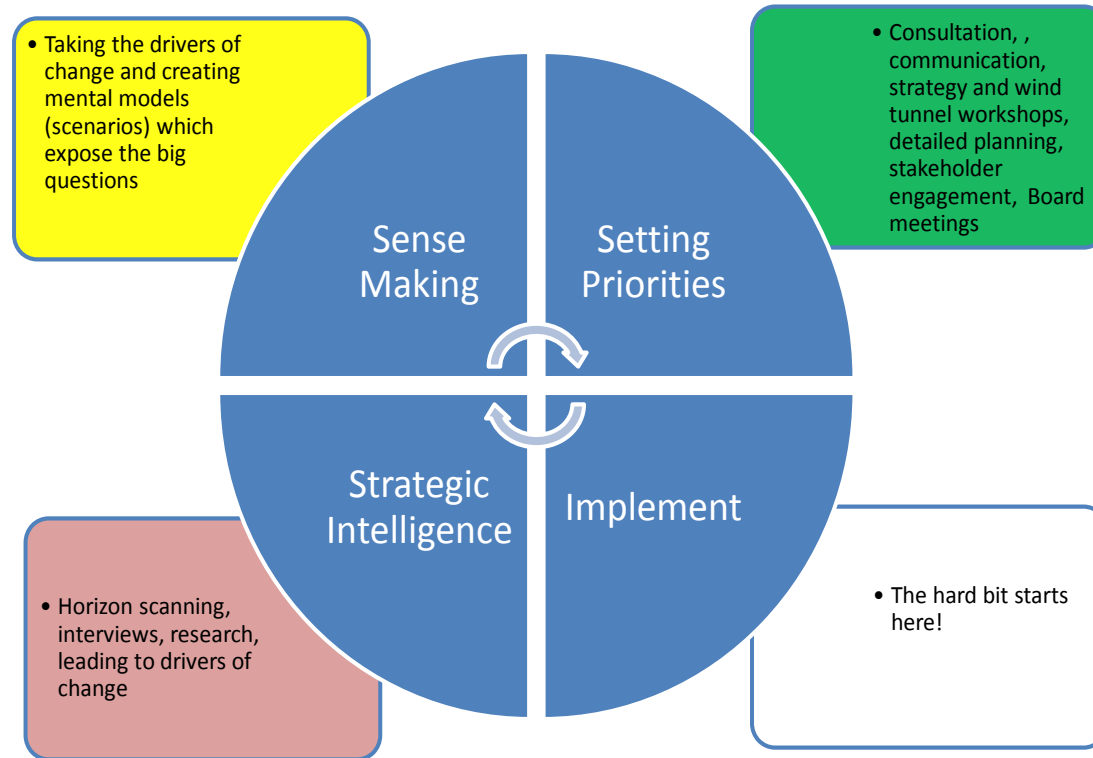 • Taking the drivers of
change and creating
mental models
(scenarios) which
expose the big
questions
• Consultation, ,
communication,
strategy and wind
tunnel workshops,
detailed planning,
stakeholder
engagement, Board
meetings
Sense
Making
Setting
Priorities
Strategic
Intelligence
Implement
• Horizon scanning,
interviews, research,
leading to drivers of
change
• The hard bit starts
here!